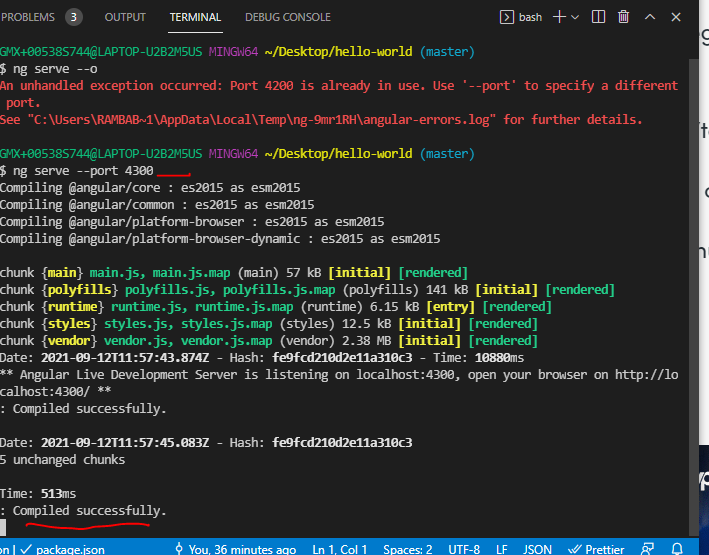 PROBLEMS 3 OUTPUT TERMINAL DEBUG CONSOLE bash
GMX+00538S744@LAPTOP-U2B2M5US MINGW64 ~/Desktop/hello-world (master)
$ ng serve --o
An unhandled exception occurred: Port 4200 is already in use. Use '--port' to specify a different
port.
See "C:\Users\RAMBAB~1\AppData\Local\Temp\ng-9mr1RH\angular-errors.log" for further details.
GMX+00538S744@LAPTOP-U2B2M5US MINGW64 ~/Desktop/hello-world (master)
$ ng serve --port 4300
Compiling @angular/core : es2015 as esm2015
Compiling @angular/common : es2015 as esm2015
Compiling @angular/platform-browser : es2015 as esm2015
Compiling @angular/platform-browser-dynamic : es2015 as esm2015
chunk {main} main.js, main.js.map (main) 57 kB [initial] [rendered]
chunk {polyfills} polyfills.js, polyfills.js.map (polyfills) 141 kB [initial] [rendered]
chunk {runtime} runtime.js, runtime.js.map (runtime) 6.15 kB [entry] [rendered]
chunk {styles} styles.js, styles.js.map (styles) 12.5 kB [initial] [rendered]
chunk {vendor} vendor.js, vendor.js.map (vendor) 2.38 MB [initial] [rendered]
Date: 2021-09-12T11:57:43.874Z - Hash: fe9fcd210d2e11a310c3 - Time: 10880ms
** Angular Live Development Server is listening on localhost:4300, open your browser on http://lo
calhost:4300/ **
: Compiled successfully.
Date: 2021-09-12T11:57:45.083Z - Hash: fe9fcd210d2e11a310c3
5 unchanged chunks
Time: 513ms
: Compiled successfully.
on | package.json You, 36 minutes ago Ln 1, Col 1 Spaces: 2 UTF-8 LF JSON Prettier